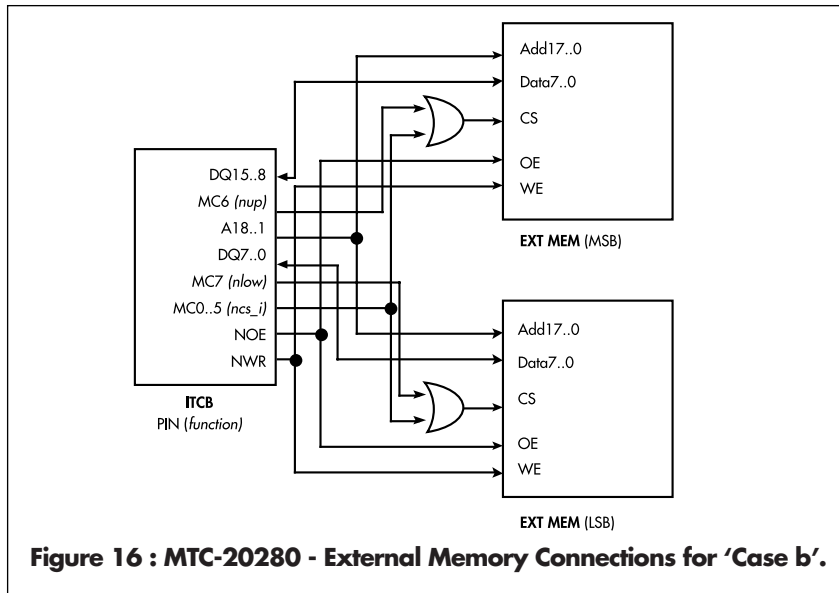 DQ15..8
MC6 (nup)
A18..1
DQ7..0
MC7 (nlow)
MC0..5 (ncs_i)
NOE
NWR
ITCB
PIN (function)
Add17..0
Data7..0
CS
OE
WE
EXT MEM (MSB)
Add17..0
Data7..0
CS
OE
WE
EXT MEM (LSB)
Figure 16 : MTC-20280 - External Memory Connections for ‘Case b’.